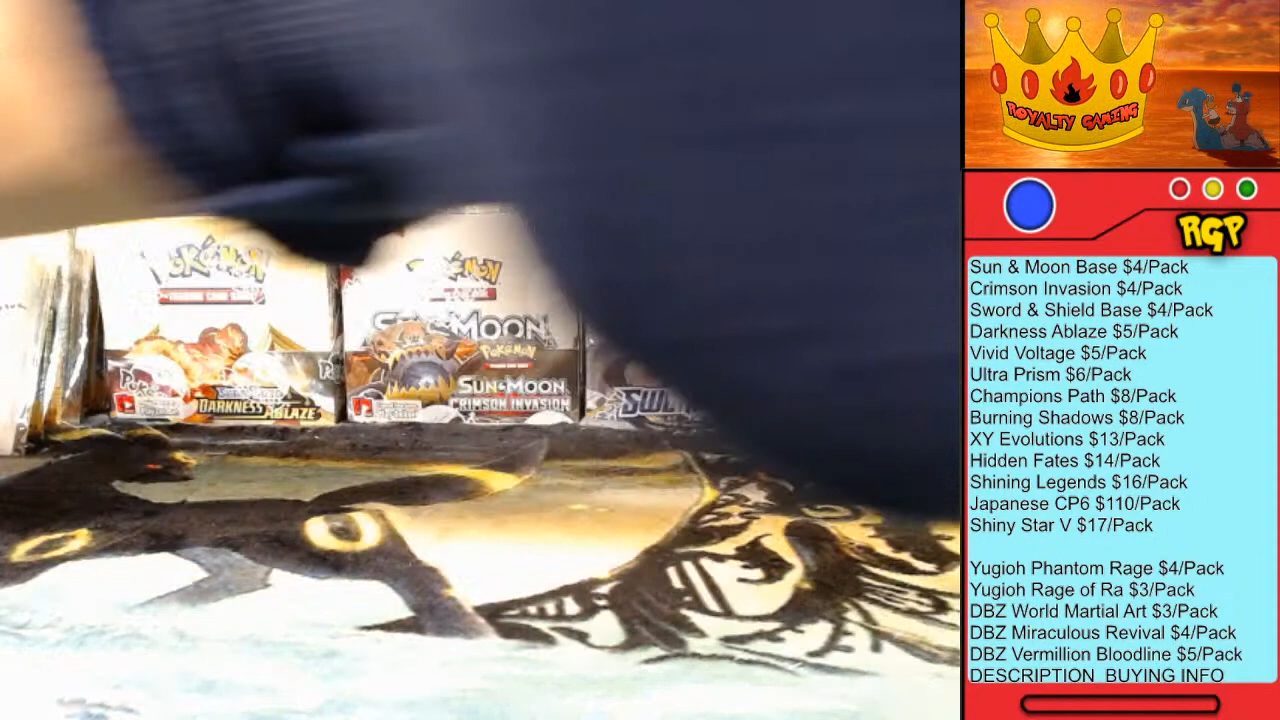 ROYALTY GAMING
RGP
Sun & Moon Base $4/Pack
Crimson Invasion $4/Pack
Sword & Shield Base $4/Pack
Darkness Ablaze $5/Pack
Vivid Voltage $5/Pack
Ultra Prism $6/Pack
Champions Path $8/Pack
Burning Shadows $8/Pack
XY Evolutions $13/Pack
Hidden Fates $14/Pack
Shining Legends $16/Pack
Japanese CP6 $110/Pack
Shiny Star V $17/Pack
Yugioh Phantom Rage $4/Pack
Yugioh Rage of Ra $3/Pack
DBZ World Martial Art $3/Pack
DBZ Miraculous Revival $4/Pack
DBZ Vermillion Bloodline $5/Pack
DESCRIPTION BUYING INFO
POKÉMON
DARKNESS ABLAZE
POKÉMON
SUN & MOON
POKÉMON
SUN & MOON
CRIMSON INVASION